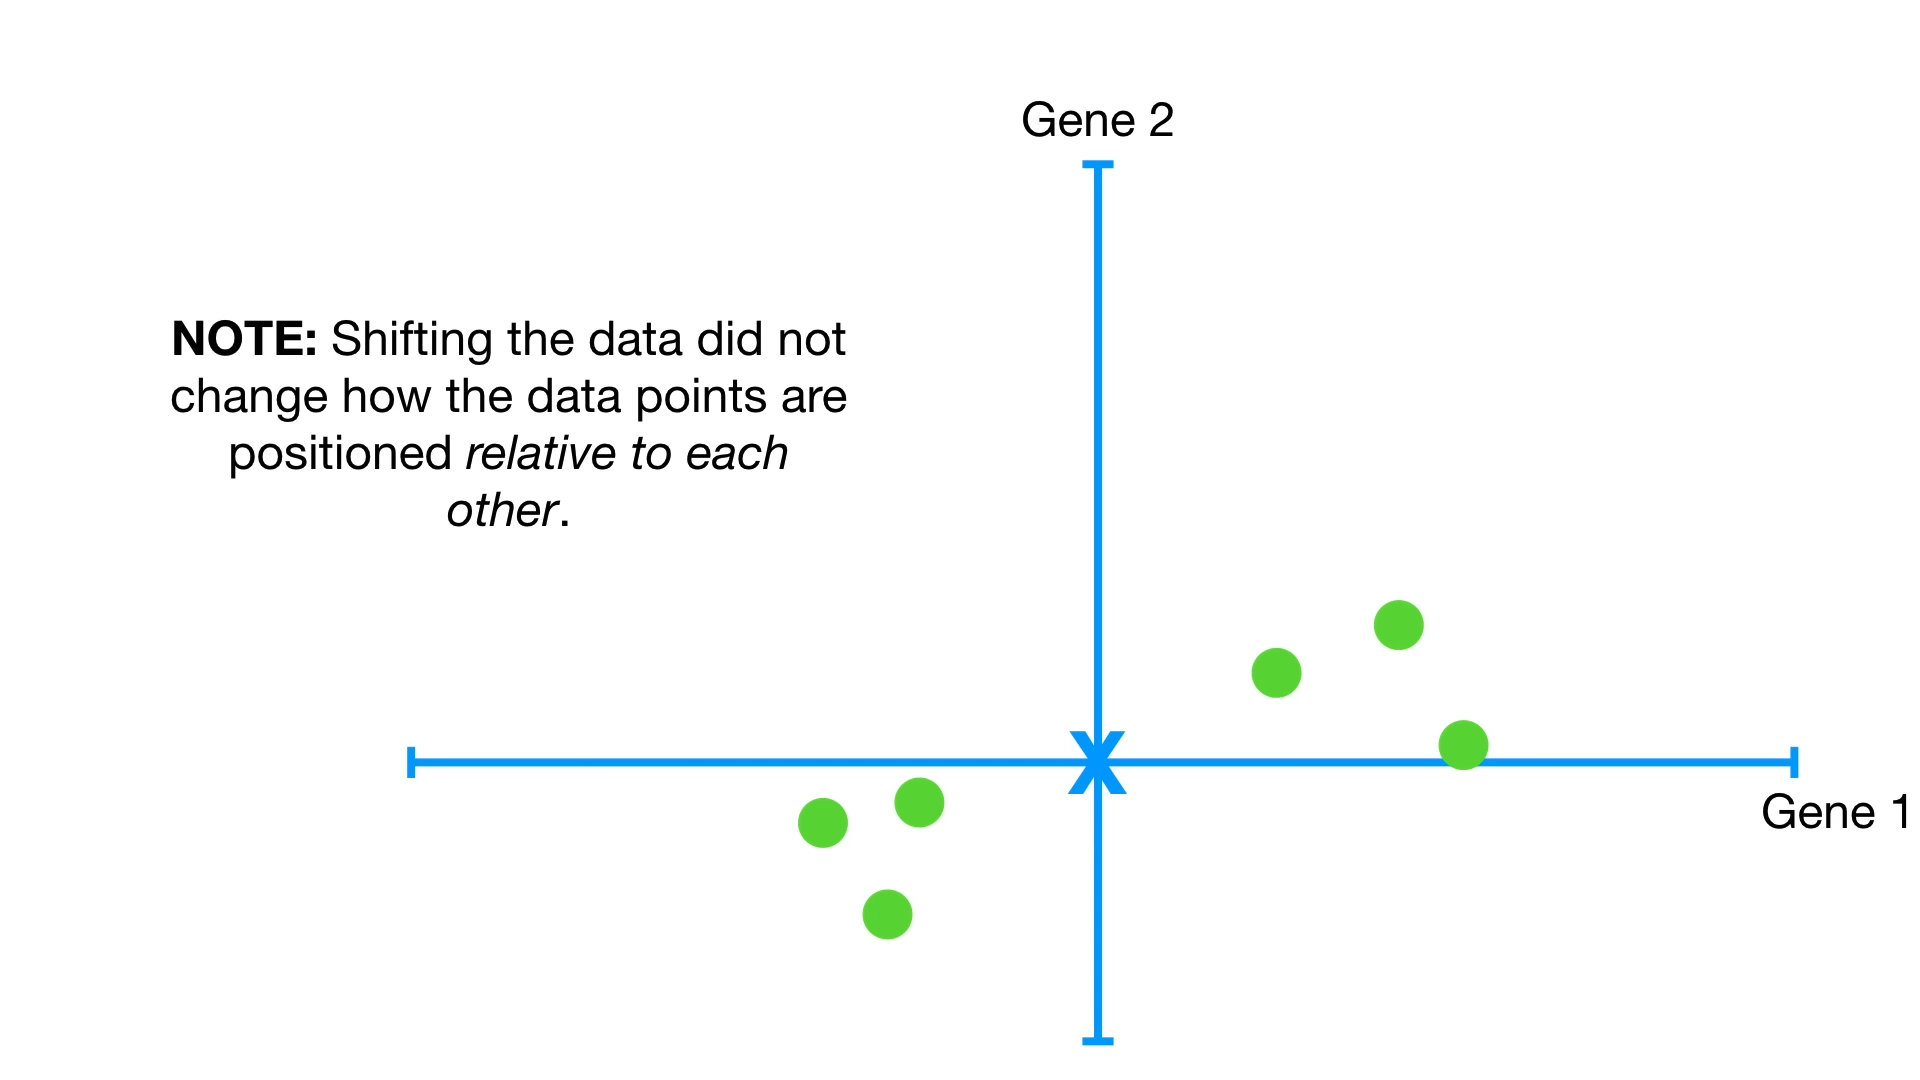 Gene 2
NOTE: Shifting the data did not
change how the data points are
positioned relative to each
other.
X
Gene 1